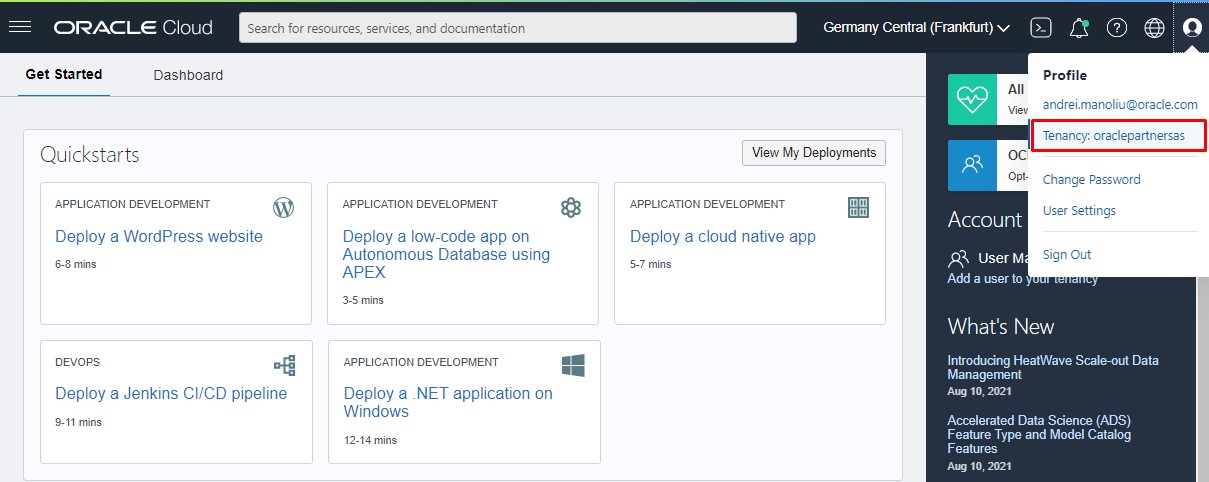 ORACLE Cloud
Search for resources, services, and documentation
Germany Central (Frankfurt)
Get Started
Dashboard
Quickstarts
View My Deployments
APPLICATION DEVELOPMENT
Deploy a WordPress website
6-8 mins
APPLICATION DEVELOPMENT
Deploy a low-code app on
Autonomous Database using
APEX
3-5 mins
APPLICATION DEVELOPMENT
Deploy a cloud native app
5-7 mins
DEVOPS
Deploy a Jenkins CI/CD pipeline
9-11 mins
APPLICATION DEVELOPMENT
Deploy a .NET application on
Windows
12-14 mins
Profile
andrei.manoliu@oracle.com
Tenancy: oraclepartnersas
Change Password
User Settings
Sign Out
All
OC
Opt-
Account
User Ma
Add a user to your tenancy
What's New
Introducing HeatWave Scale-out Data
Management
Aug 10, 2021
Accelerated Data Science (ADS)
Feature Type and Model Catalog
Features
Aug 10, 2021